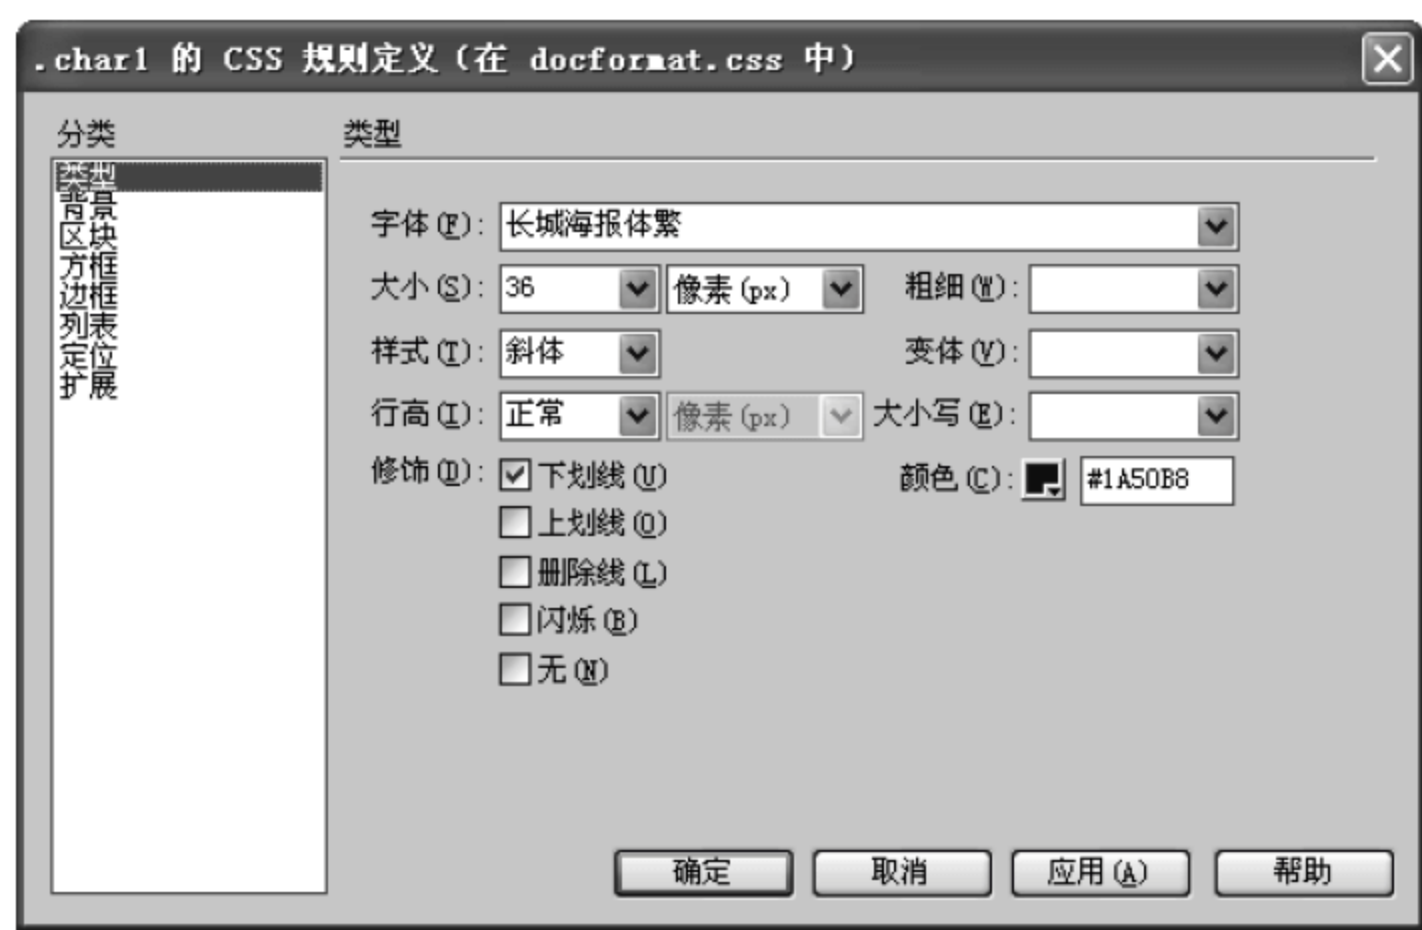 .char1 的 CSS 规则定义（在 docformat.css 中）
分类
类型
背景
区块
方框
边框
列表
定位
扩展
类型
字体(F): 长城海报体繁
大小(S): 36 像素(px) 粗细(W):
样式(T): 斜体 变体(V):
行高(I): 正常 像素(px) 大小写(E):
修饰(D): 下划线(U) 颜色(C): #1A50B8
上划线(O)
删除线(L)
闪烁(B)
无(N)
确定 取消 应用(A) 帮助